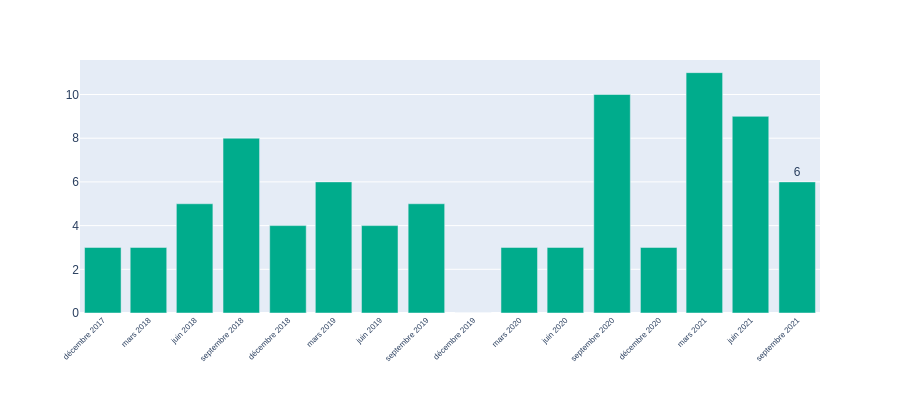 10
8
6
4
2
0
6
décembre 2017
mars 2018
juin 2018
septembre 2018
décembre 2018
mars 2019
juin 2019
septembre 2019
décembre 2019
mars 2020
juin 2020
septembre 2020
décembre 2020
mars 2021
juin 2021
septembre 2021